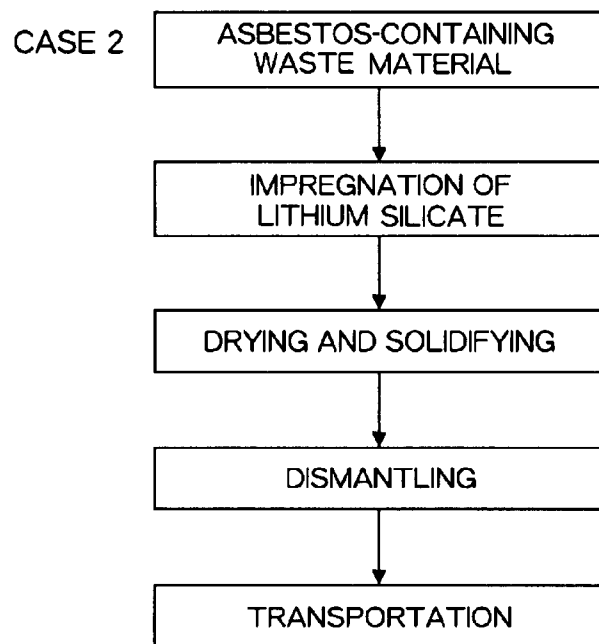 CASE 2
ASBESTOS-CONTAINING
WASTE MATERIAL
IMPREGNATION OF
LITHIUM SILICATE
DRYING AND SOLIDIFYING
DISMANTLING
TRANSPORTATION